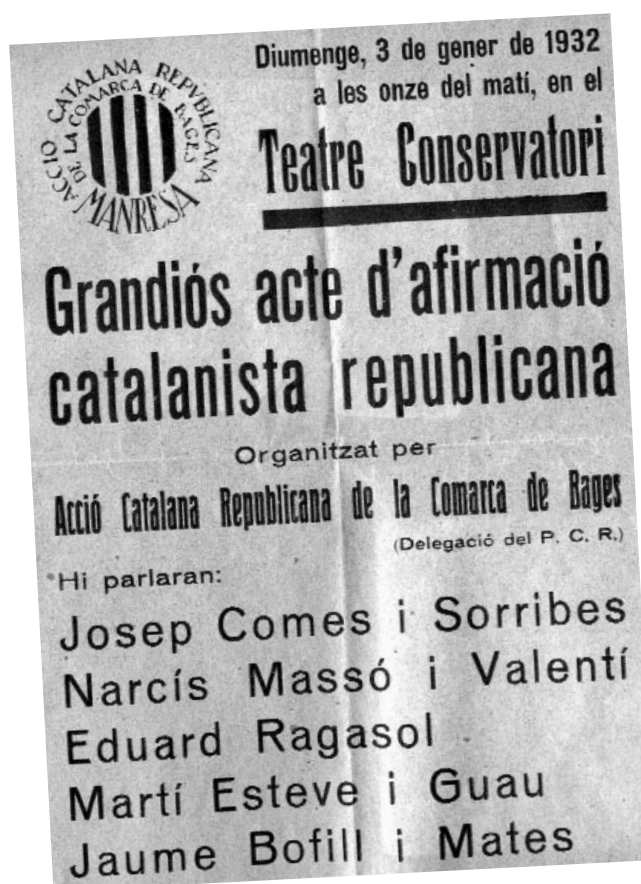 ACCIO CATALANA REPVBLICANA
DE LA COMARCA DE BAGES
MANRESA
Diumenge, 3 de gener de 1932
a les onze del matí, en el
Teatre Conservatori
Grandiós acte d'afirmació
catalanista republicana
Organitzat per
Acció Catalana Republicana de la Comarca de Bages
(Delegació del P. C. R.)
Hi parlaran:
Josep Comes i Sorribes
Narcís Massó i Valentí
Eduard Ragasol
Martí Esteve i Guau
Jaume Bofill i Mates